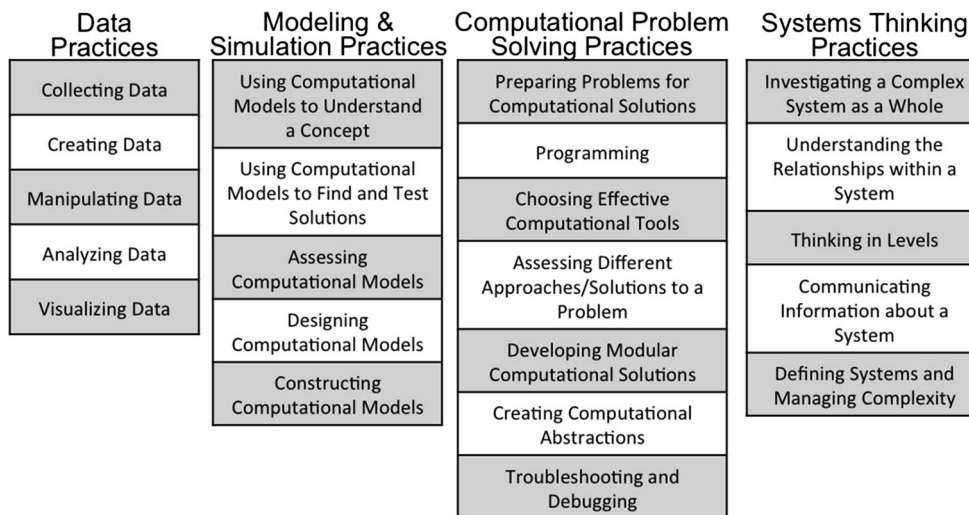 Data
Practices
Collecting Data
Creating Data
Manipulating Data
Analyzing Data
Visualizing Data
Modeling &
Simulation Practices
Using Computational
Models to Understand
a Concept
Using Computational
Models to Find and Test
Solutions
Assessing
Computational Models
Designing
Computational Models
Constructing
Computational Models
Computational Problem
Solving Practices
Preparing Problems for
Computational Solutions
Programming
Choosing Effective
Computational Tools
Assessing Different
Approaches/Solutions to a
Problem
Developing Modular
Computational Solutions
Creating Computational
Abstractions
Troubleshooting and
Debugging
Systems Thinking
Practices
Investigating a Complex
System as a Whole
Understanding the
Relationships within a
System
Thinking in Levels
Communicating
Information about a
System
Defining Systems and
Managing Complexity